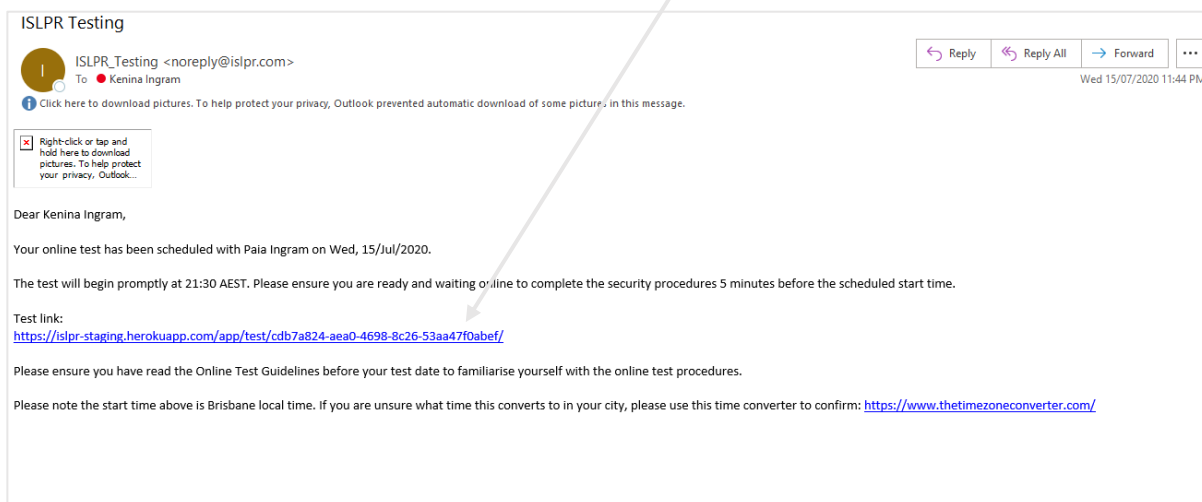 ISLPR Testing
I
ISLPR_Testing <noreply@islpr.com>
To Kenina Ingram
Reply
Reply All
Forward
...
Wed 15/07/2020 11:44 PM
Click here to download pictures. To help protect your privacy, Outlook prevented automatic download of some pictures in this message.
Right-click or tap and
hold here to download
pictures. To help protect
your privacy, Outlook...
Dear Kenina Ingram,
Your online test has been scheduled with Paia Ingram on Wed, 15/Jul/2020.
The test will begin promptly at 21:30 AEST. Please ensure you are ready and waiting online to complete the security procedures 5 minutes before the scheduled start time.
Test link:
https://islpr-staging.herokuapp.com/app/test/cdb7a824-aea0-4698-8c26-53aa47f0abef/
Please ensure you have read the Online Test Guidelines before your test date to familiarise yourself with the online test procedures.
Please note the start time above is Brisbane local time. If you are unsure what time this converts to in your city, please use this time converter to confirm: https://www.thetimezoneconverter.com/